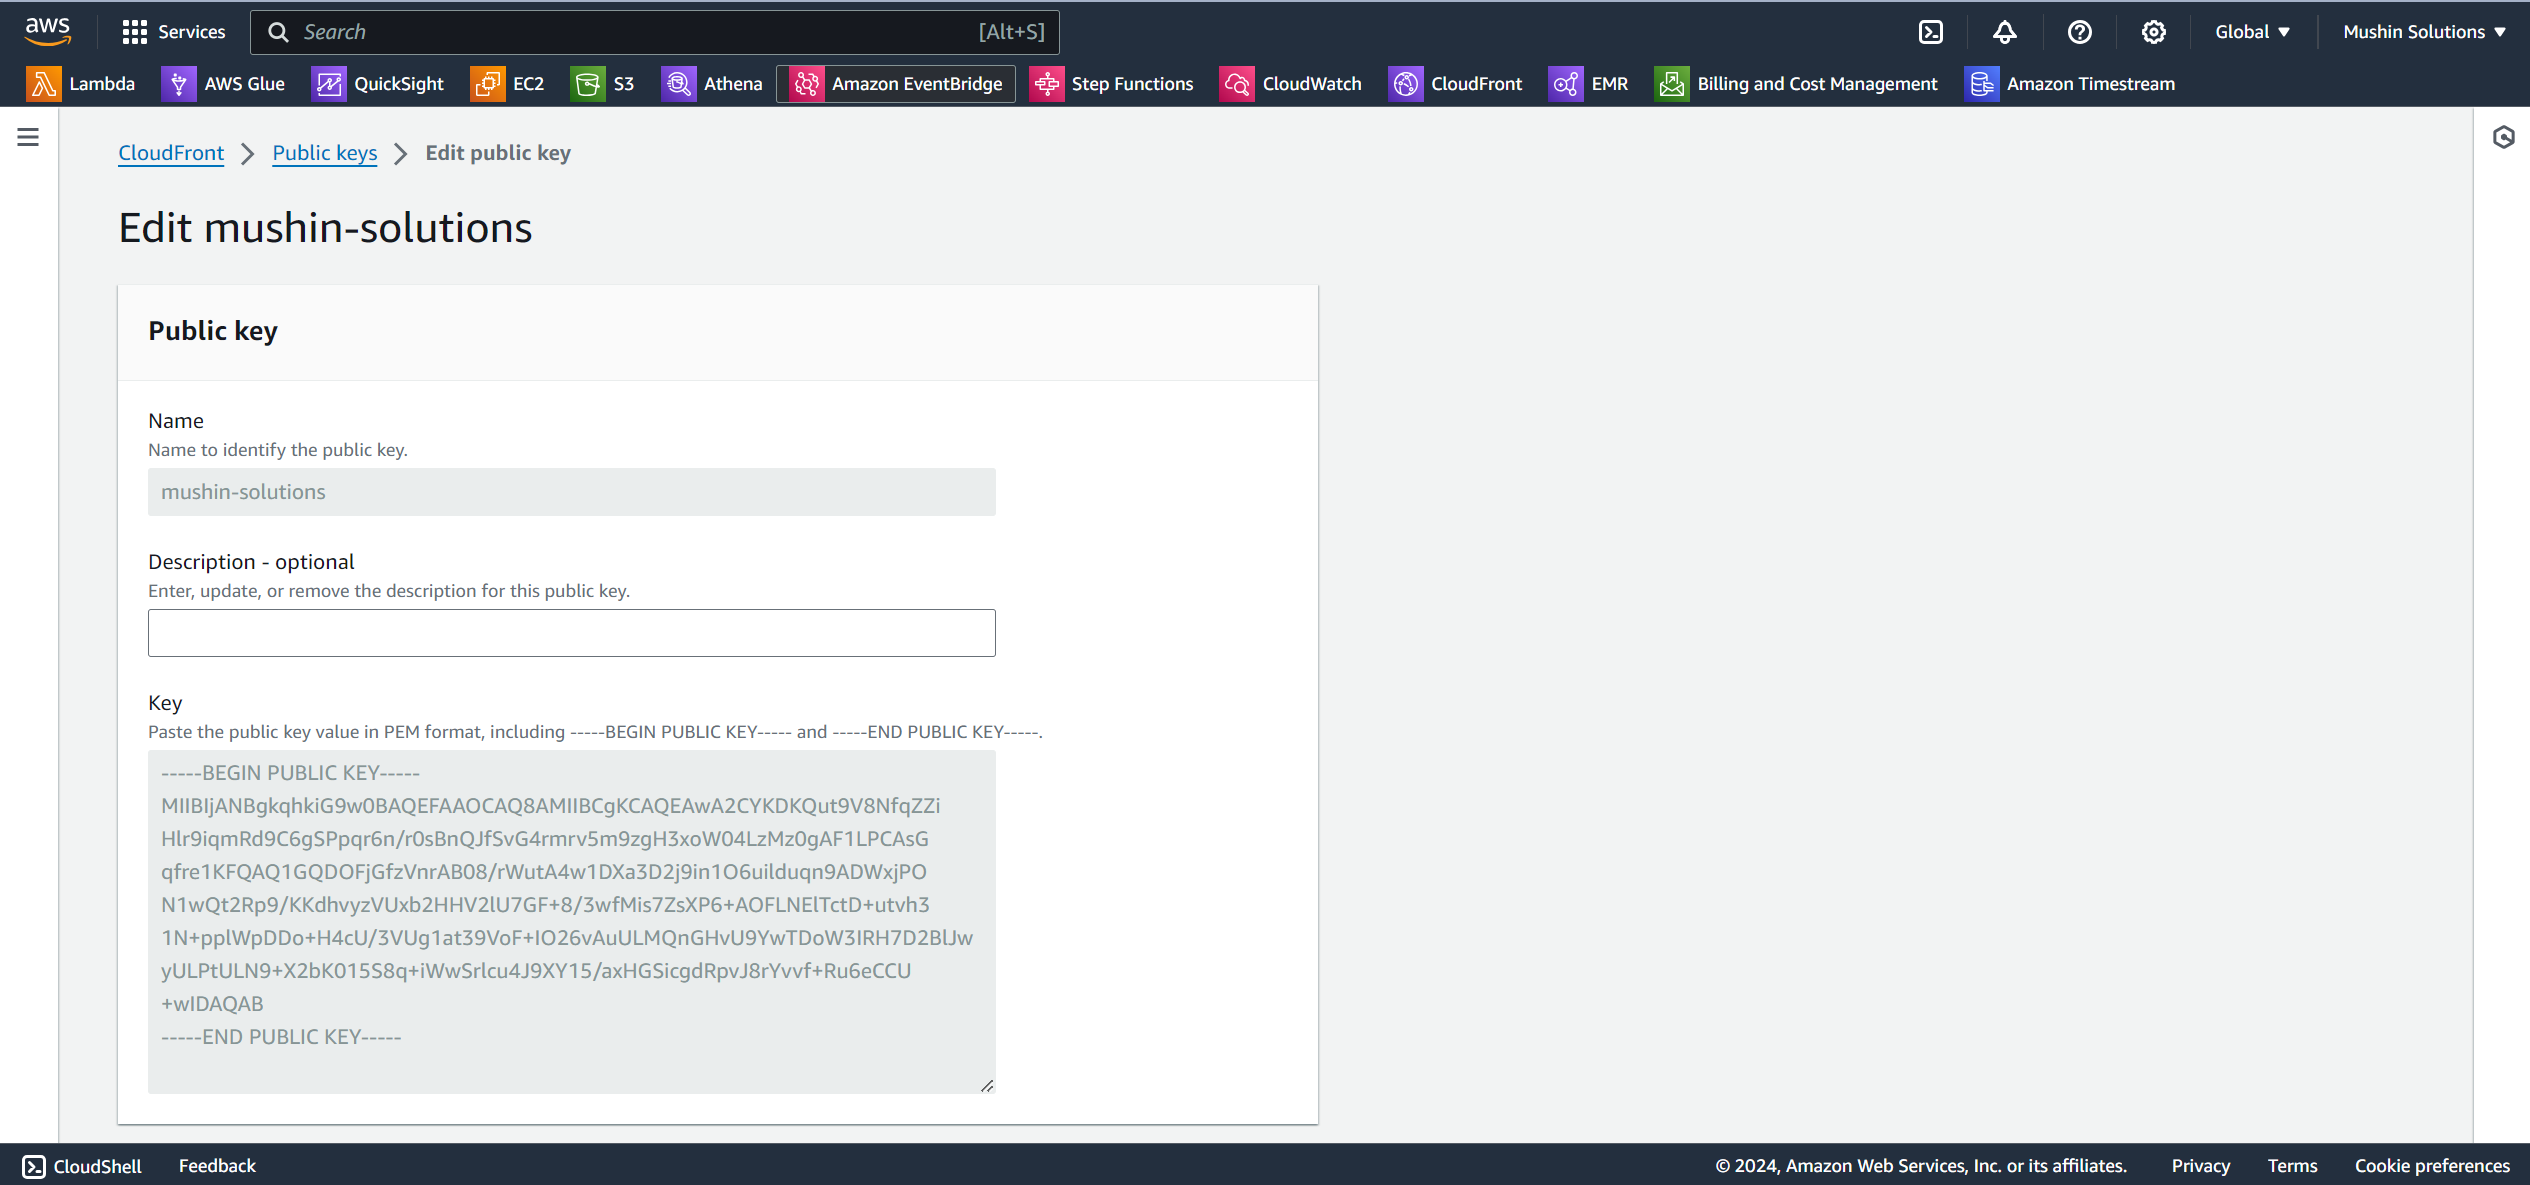 aws Services Search [Alt+S] Global Mushin Solutions
Lambda AWS Glue QuickSight EC2 S3 Athena Amazon EventBridge Step Functions CloudWatch CloudFront EMR Billing and Cost Management Amazon Timestream
CloudFront Public keys Edit public key
Edit mushin-solutions
Public key
Name
Name to identify the public key.
mushin-solutions
Description - optional
Enter, update, or remove the description for this public key.
Key
Paste the public key value in PEM format, including -----BEGIN PUBLIC KEY----- and -----END PUBLIC KEY-----.
-----BEGIN PUBLIC KEY-----
MIIBIjANBgkqhkiG9w0BAQEFAAOCAQ8AMIIBCgKCAQEAwA2CYKDKQut9V8NfqZZi
Hlr9iqmRd9C6gSPpqr6n/r0sBnQJfSvG4rmrv5m9zgH3xoW04LzMz0gAF1LPCAsG
qfre1KFQAQ1GQDOFjGfzVnrAB08/rWutA4w1DXa3D2j9in1O6uilduqn9ADWxjPO
N1wQt2Rp9/KKdhvyzVUxb2HHV2lU7GF+8/3wfMis7ZsXP6+AOFLNElTctD+utvh3
1N+pplWpDDo+H4cU/3VUg1at39VoF+IO26vAuULMQnGHvU9YwTDoW3IRH7D2BlJw
yULPtULN9+X2bK015S8q+iWwSrlcu4J9XY15/axHGSicgdRpvJ8rYvvf+Ru6eCCU
+wIDAQAB
-----END PUBLIC KEY-----
CloudShell Feedback © 2024, Amazon Web Services, Inc. or its affiliates. Privacy Terms Cookie preferences